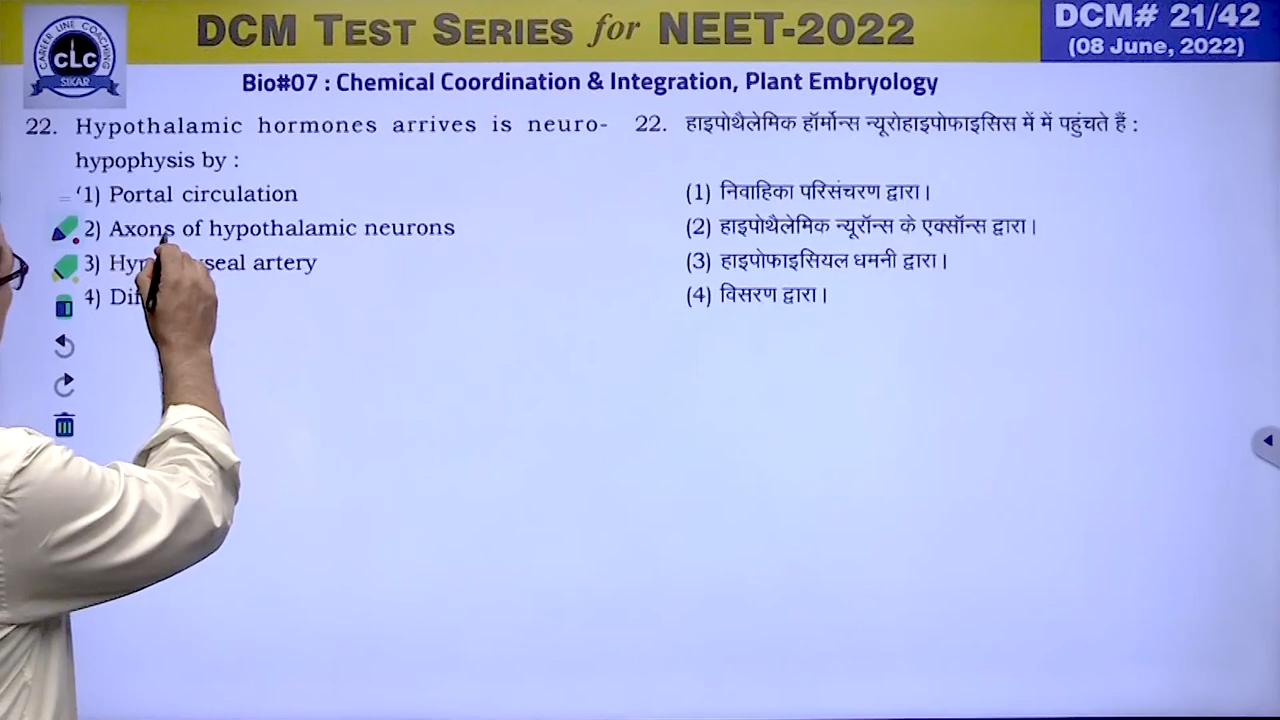 CAREER LINE COACHING
CLC
SIKAR
DCM TEST SERIES for NEET-2022
DCM# 21/42
(08 June, 2022)
Bio#07 : Chemical Coordination & Integration, Plant Embryology
22. Hypothalamic hormones arrives is neuro-
hypophysis by :
1) Portal circulation
2) Axons of hypothalamic neurons
3) artery
4)
22. हाइपोथैलेमिक हॉर्मोन्स न्यूरोहाइपोफाइसिस में में पहुंचते हैं :
(1) निवाहिका परिसंचरण द्वारा।
(2) हाइपोथैलेमिक न्यूरॉन्स के एक्सॉन्स द्वारा।
(3) हाइपोफाइसियल धमनी द्वारा।
(4) विसरण द्वारा।